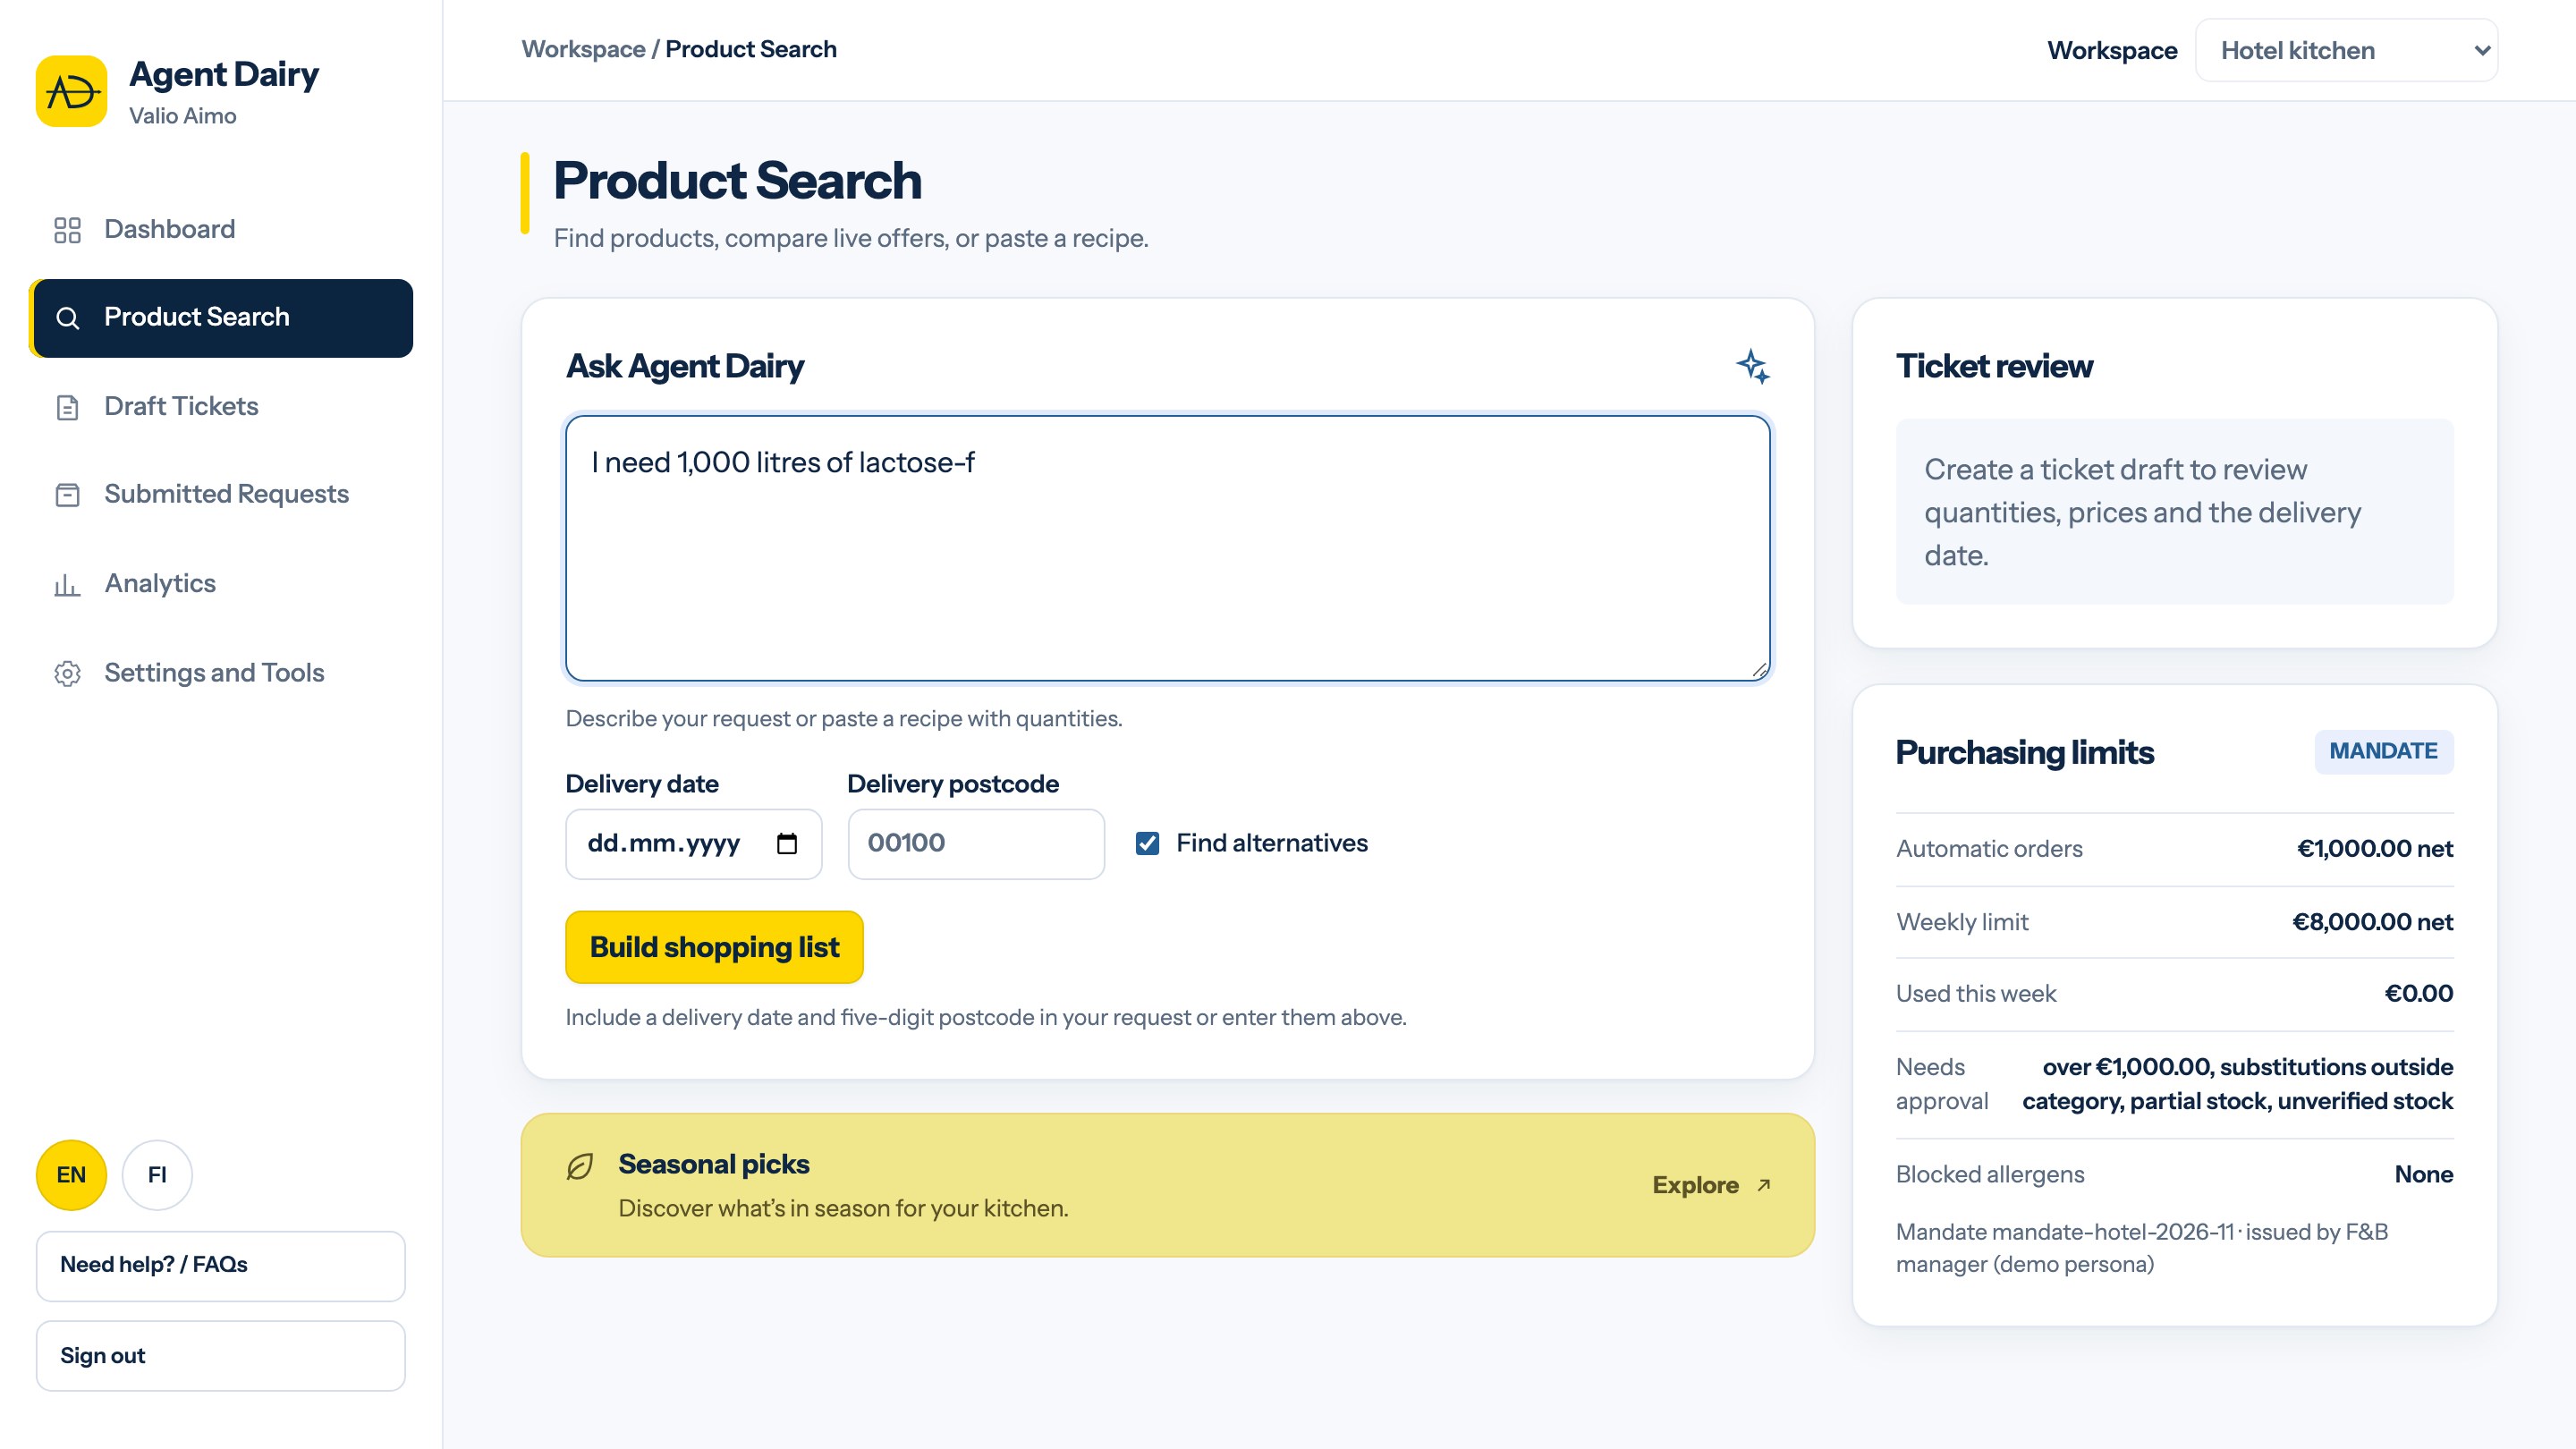 Agent Dairy
Valio Aimo
Dashboard
Product Search
Draft Tickets
Submitted Requests
Analytics
Settings and Tools
EN
FI
Need help? / FAQs
Sign out
Workspace / Product Search
Workspace
Hotel kitchen
Product Search
Find products, compare live offers, or paste a recipe.
Ask Agent Dairy
I need 1,000 litres of lactose-f
Describe your request or paste a recipe with quantities.
Delivery date
Delivery postcode
dd.mm.yyyy
00100
Find alternatives
Build shopping list
Include a delivery date and five-digit postcode in your request or enter them above.
Seasonal picks
Discover what’s in season for your kitchen.
Explore
Ticket review
Create a ticket draft to review
quantities, prices and the delivery
date.
Purchasing limits
MANDATE
Automatic orders
€1,000.00 net
Weekly limit
€8,000.00 net
Used this week
€0.00
Needs
approval
over €1,000.00, substitutions outside
category, partial stock, unverified stock
Blocked allergens
None
Mandate mandate-hotel-2026-11 · issued by F&B
manager (demo persona)